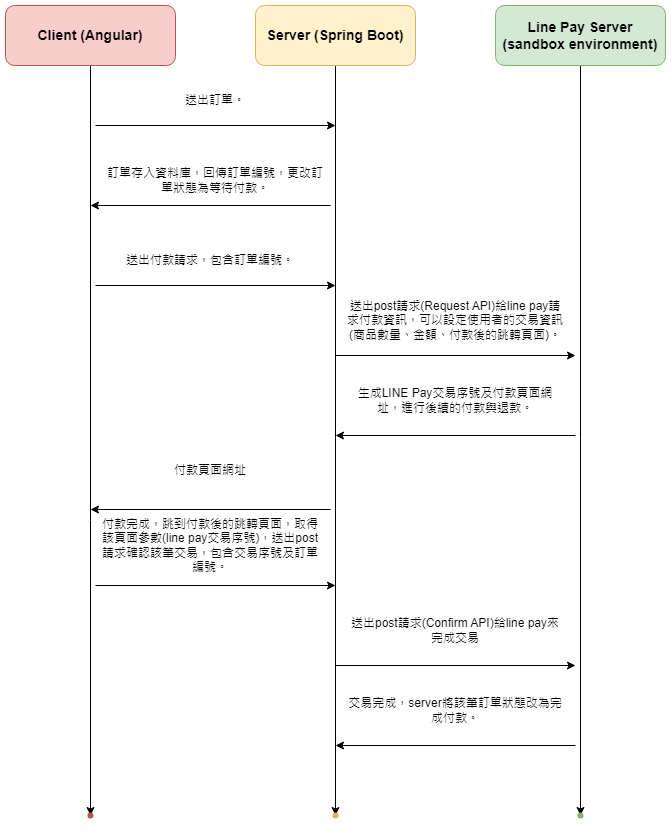 Client (Angular)
Server (Spring Boot)
Line Pay Server
(sandbox environment)
送出訂單。
訂單存入資料庫，回傳訂單編號，更改訂
單狀態為等待付款。
送出付款請求，包含訂單編號。
送出post請求(Request API)給line pay請
求付款資訊，可以設定使用者的交易資訊
(商品數量、金額、付款後的跳轉頁面)。
生成LINE Pay交易序號及付款頁面網
址，進行後續的付款與退款。
付款頁面網址
付款完成，跳到付款後的跳轉頁面，取得
該頁面參數(line pay交易序號)，送出post
請求確認該筆交易，包含交易序號及訂單
編號。
送出post請求(Confirm API)給line pay來
完成交易
交易完成，server將該筆訂單狀態改為完
成付款。